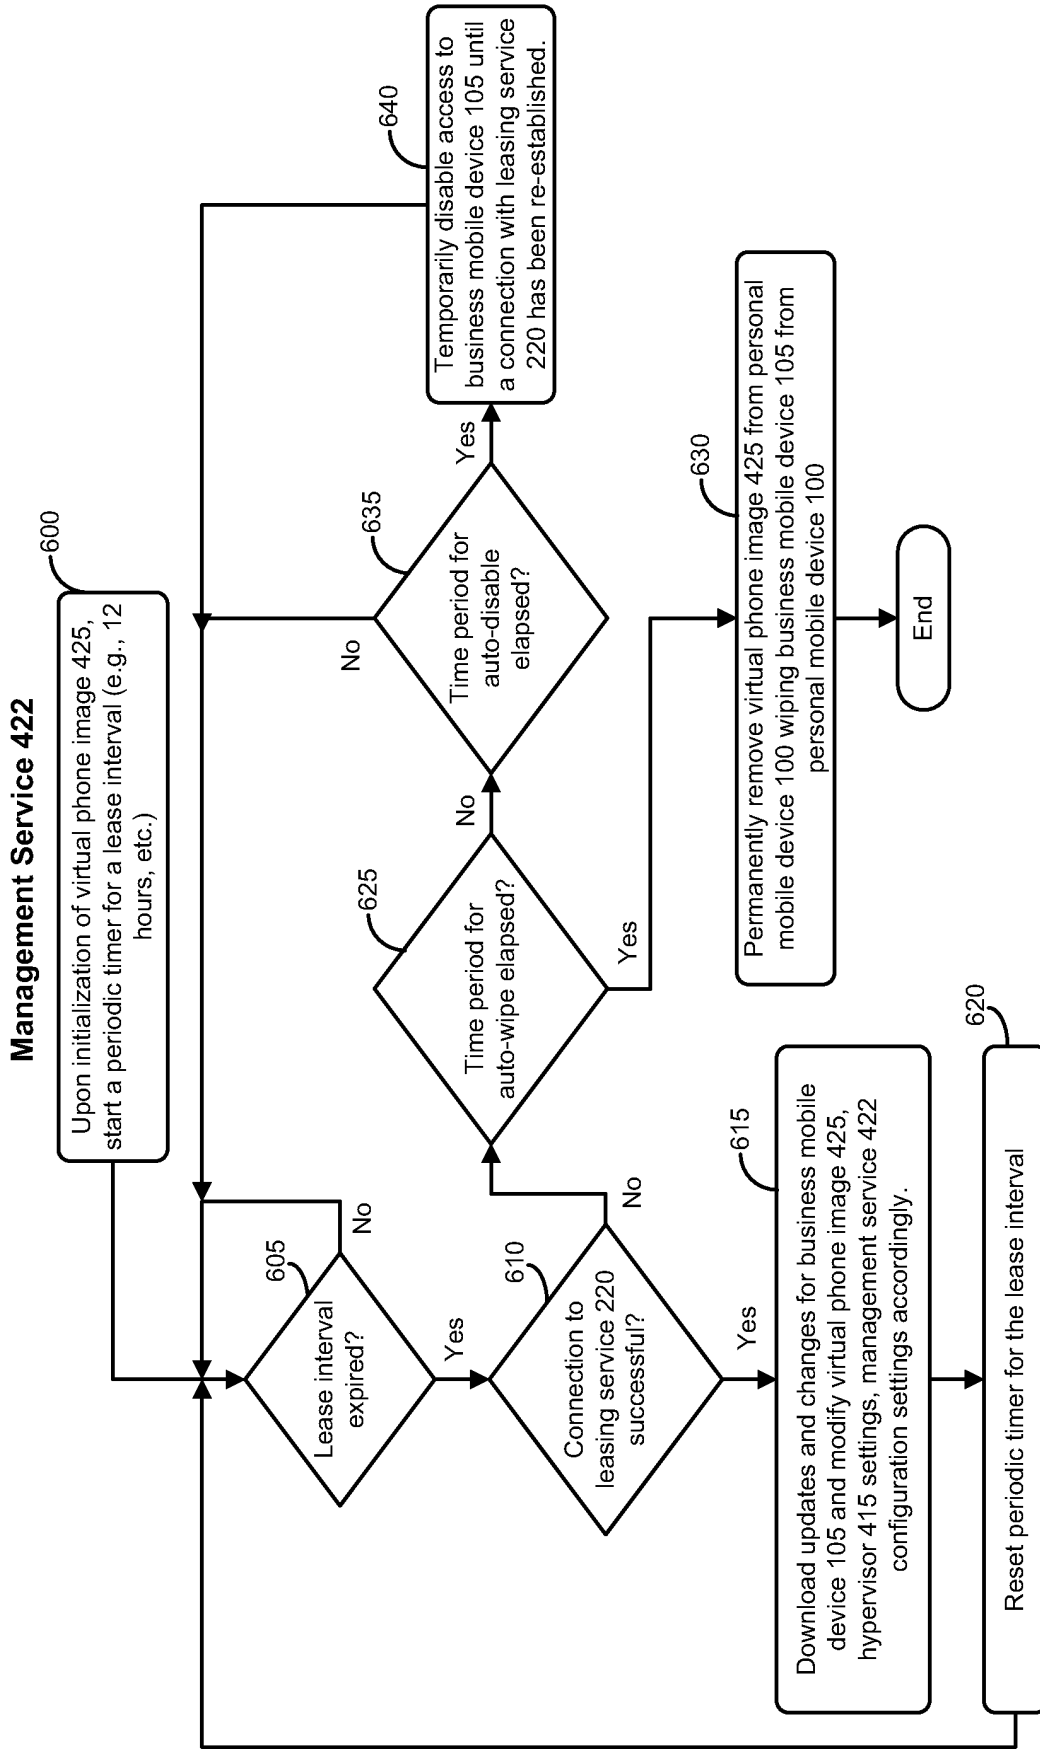 Management Service 422
600
Upon initialization of virtual phone image 425,
start a periodic timer for a lease interval (e.g., 12
hours, etc.)
605
Lease interval
expired?
No
Yes
610
Connection to
leasing service 220
successful?
No
Yes
615
Download updates and changes for business mobile
device 105 and modify virtual phone image 425,
hypervisor 415 settings, management service 422
configuration settings accordingly.
620
Reset periodic timer for the lease interval
625
Time period for
auto-wipe elapsed?
No
Yes
630
Permanently remove virtual phone image 425 from personal
mobile device 100 wiping business mobile device 105 from
personal mobile device 100
End
635
Time period for
auto-disable
elapsed?
No
Yes
640
Temporarily disable access to
business mobile device 105 until
a connection with leasing service
220 has been re-established.